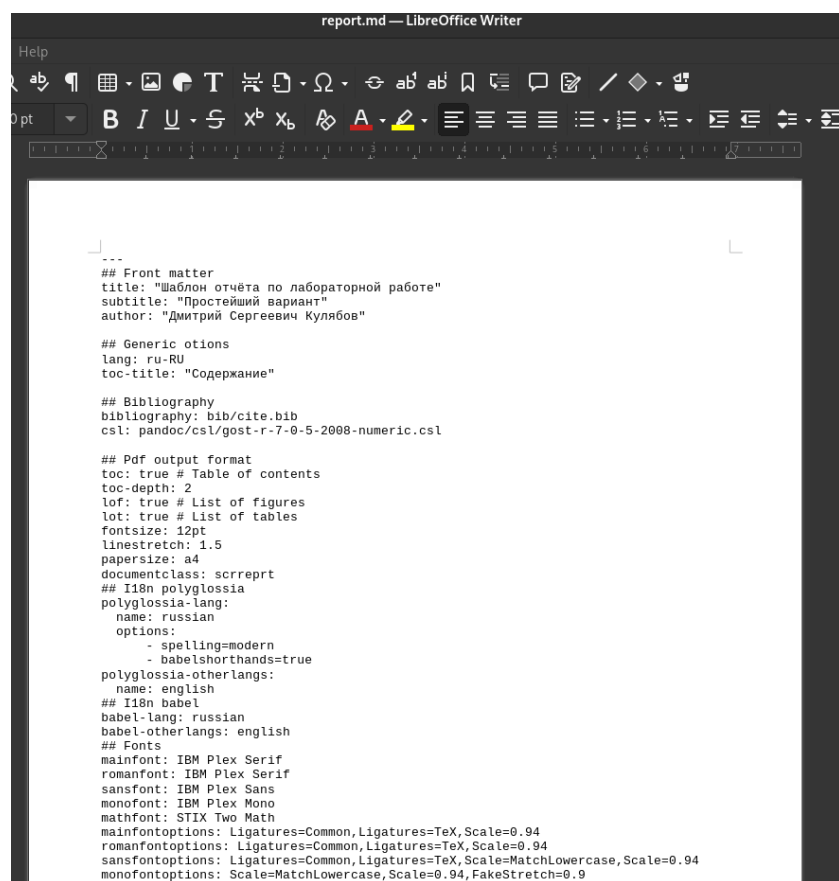 report.md — LibreOffice Writer
Help
0 pt
1 2 3 4 5 6 7
---
## Front matter
title: "Шаблон отчёта по лабораторной работе"
subtitle: "Простейший вариант"
author: "Дмитрий Сергеевич Кулябов"
## Generic otions
lang: ru-RU
toc-title: "Содержание"
## Bibliography
bibliography: bib/cite.bib
csl: pandoc/csl/gost-r-7-0-5-2008-numeric.csl
## Pdf output format
toc: true # Table of contents
toc-depth: 2
lof: true # List of figures
lot: true # List of tables
fontsize: 12pt
linestretch: 1.5
papersize: a4
documentclass: scrreprt
## I18n polyglossia
polyglossia-lang:
  name: russian
  options:
      - spelling=modern
      - babelshorthands=true
polyglossia-otherlangs:
  name: english
## I18n babel
babel-lang: russian
babel-otherlangs: english
## Fonts
mainfont: IBM Plex Serif
romanfont: IBM Plex Serif
sansfont: IBM Plex Sans
monofont: IBM Plex Mono
mathfont: STIX Two Math
mainfontoptions: Ligatures=Common,Ligatures=TeX,Scale=0.94
romanfontoptions: Ligatures=Common,Ligatures=TeX,Scale=0.94
sansfontoptions: Ligatures=Common,Ligatures=TeX,Scale=MatchLowercase,Scale=0.94
monofontoptions: Scale=MatchLowercase,Scale=0.94,FakeStretch=0.9